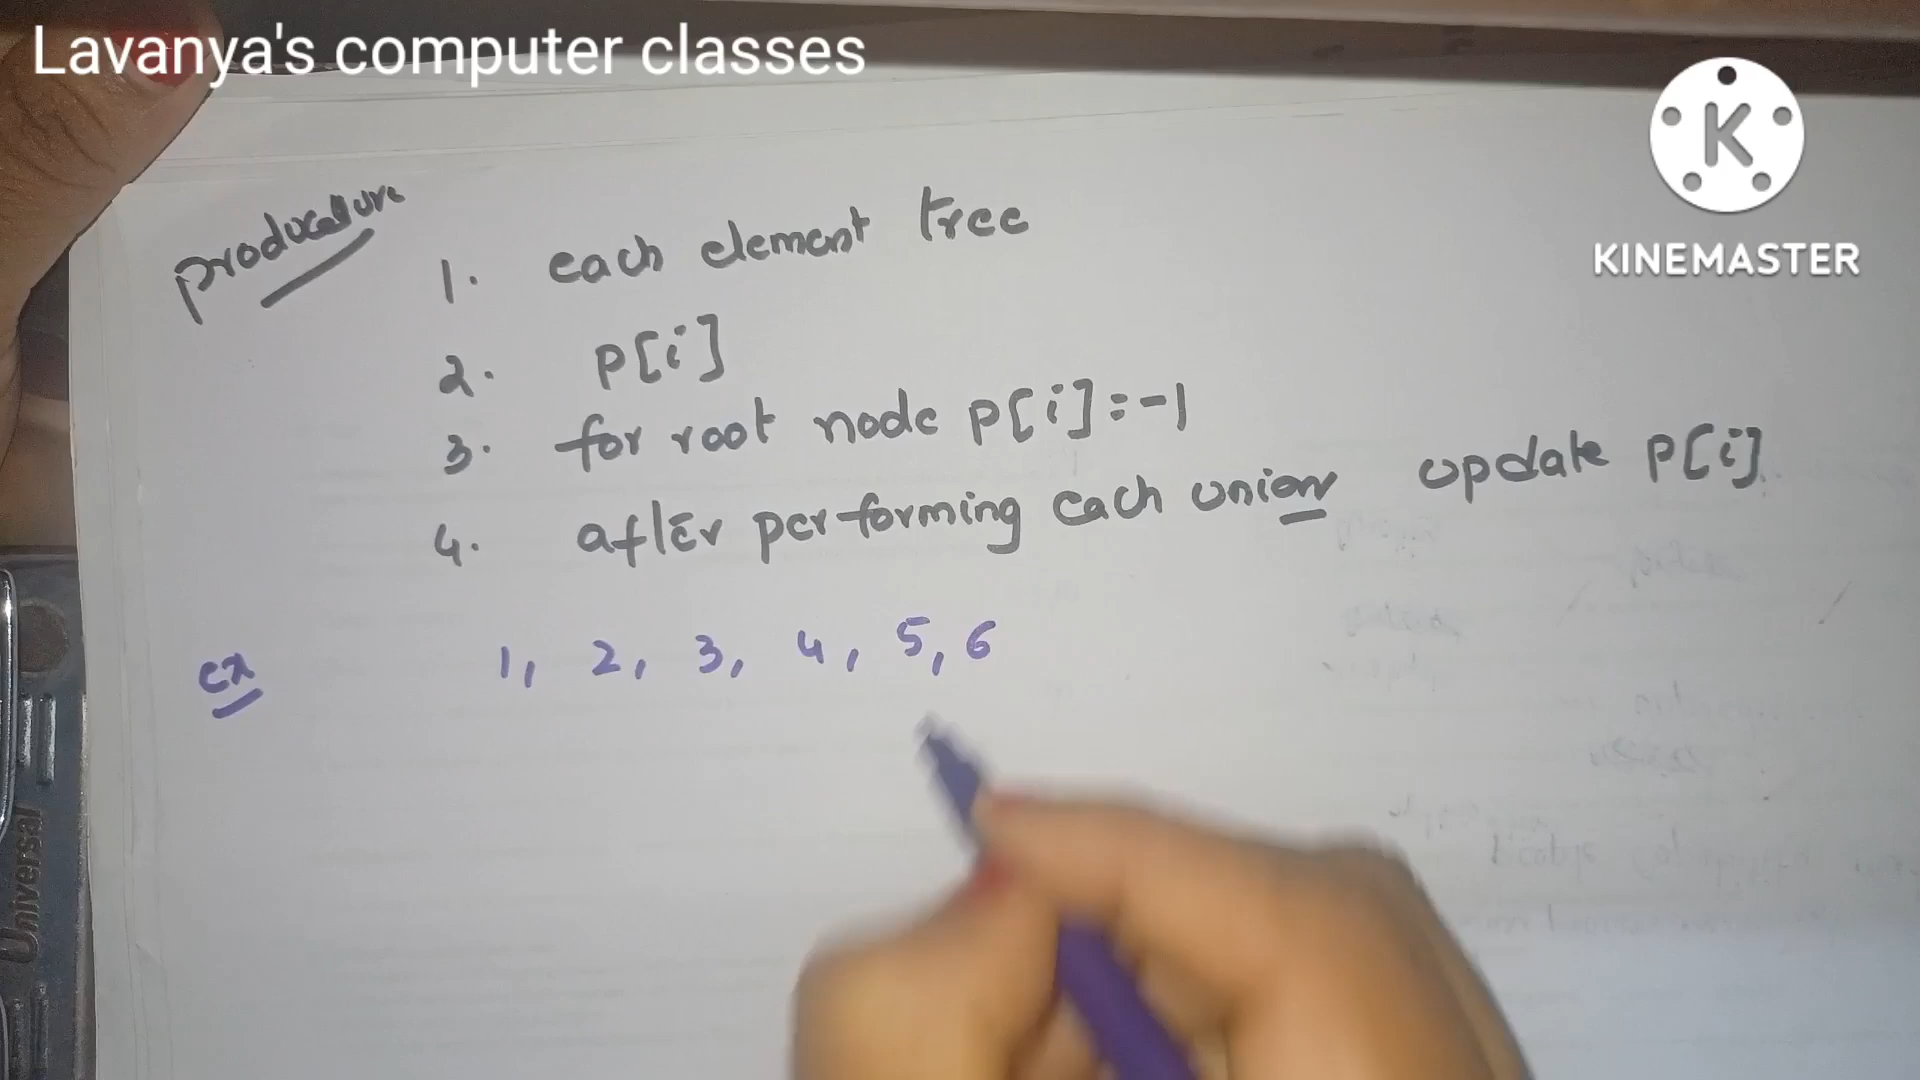 Lavanya's computer classes
K
KINEMASTER
producedure
1. each element tree
2. P[i]
3. for root node P[i]=-1
4. after performing each union update P[i]
ex 1, 2, 3, 4, 5, 6
Universal